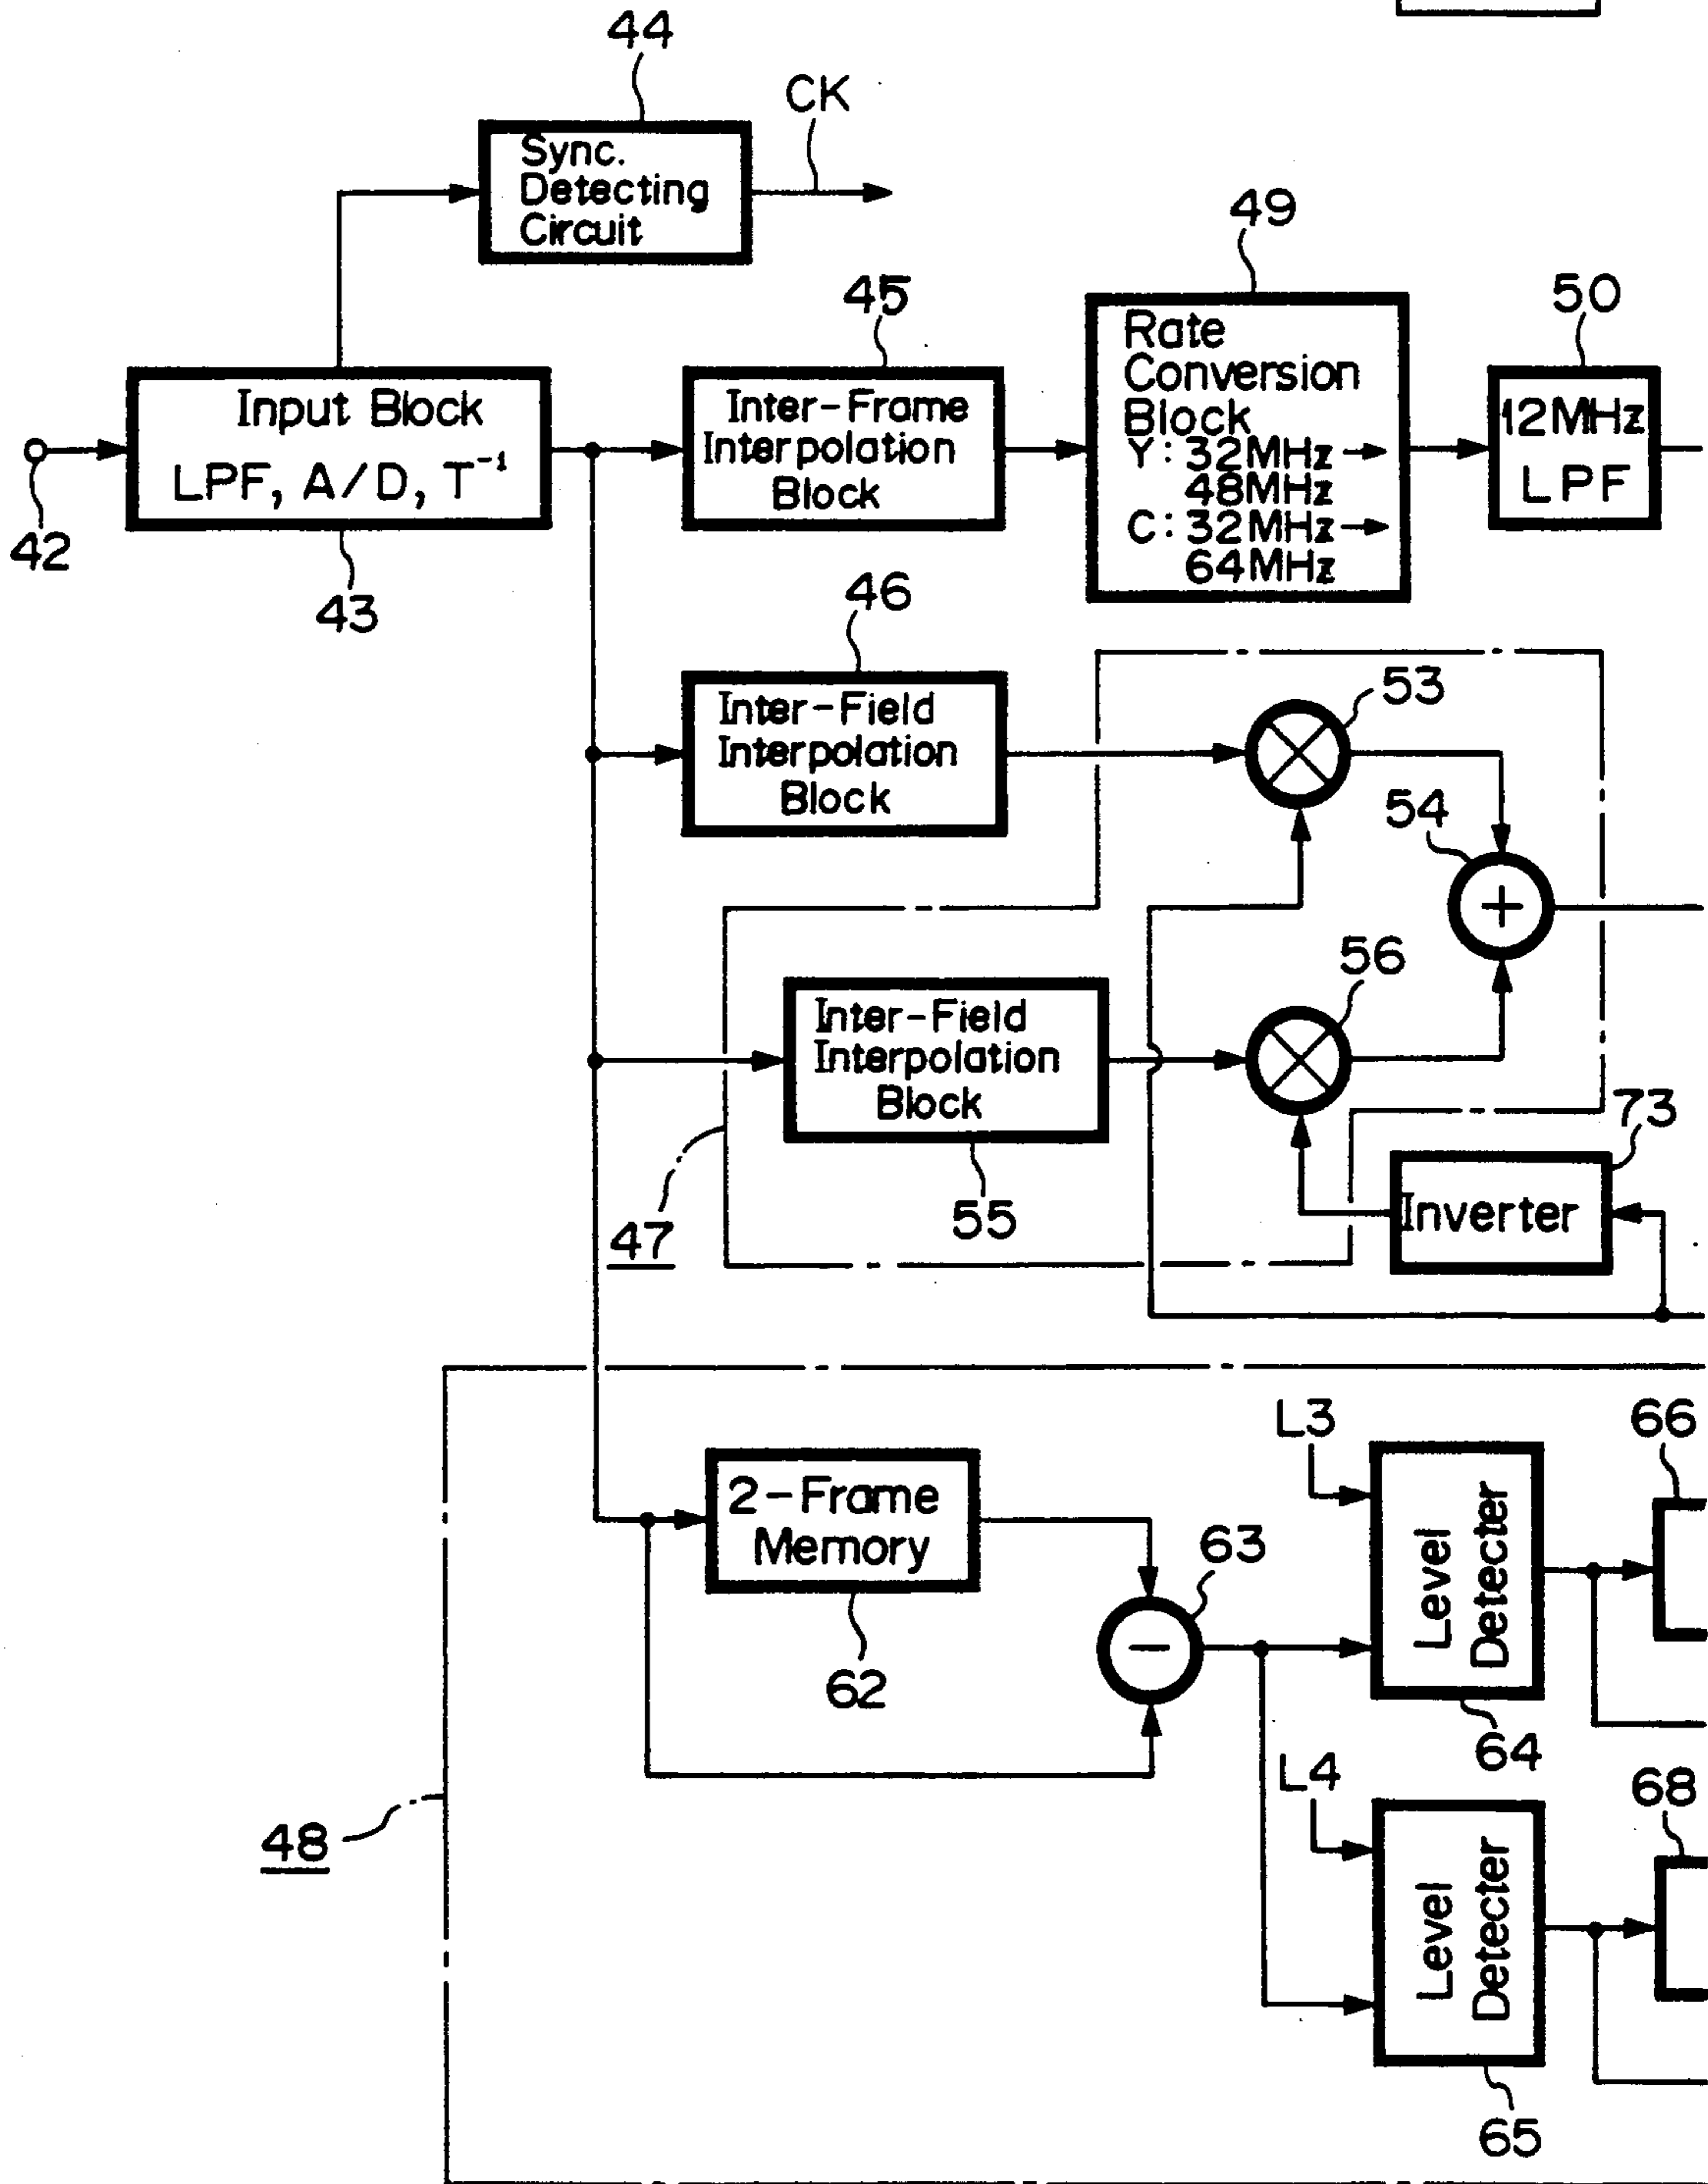 44
CK
Sync.
Detecting
Circuit
49
45
50
Input Block
LPF, A/D, T⁻¹
Inter-Frame
Interpolation
Block
Rate
Conversion
Block
Y: 32MHz →
48MHz
C: 32MHz →
64MHz
12MHz
LPF
42
43
46
Inter-Field
Interpolation
Block
53
54
56
Inter-Field
Interpolation
Block
73
55
47
Inverter
L3
66
2-Frame
Memory
63
Level
Detecter
62
64
L4
68
48
Level
Detecter
65